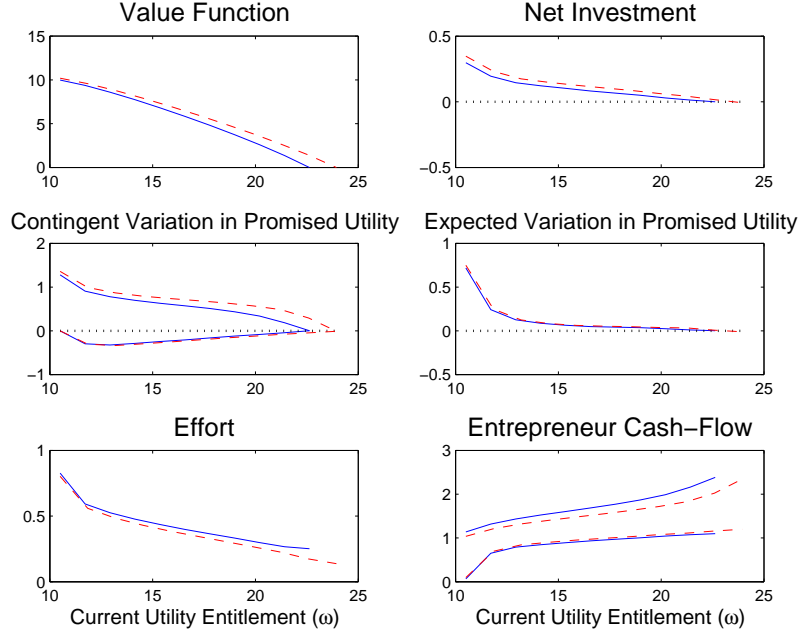 Value Function
Net Investment
15
10
5
0
10 15 20 25
0.5
0
−0.5
10 15 20 25
Contingent Variation in Promised Utility
Expected Variation in Promised Utility
2
1
0
−1
10 15 20 25
1
0.5
0
−0.5
10 15 20 25
Effort
Entrepreneur Cash−Flow
1
0.5
0
10 15 20 25
Current Utility Entitlement (ω)
3
2
1
0
10 15 20 25
Current Utility Entitlement (ω)